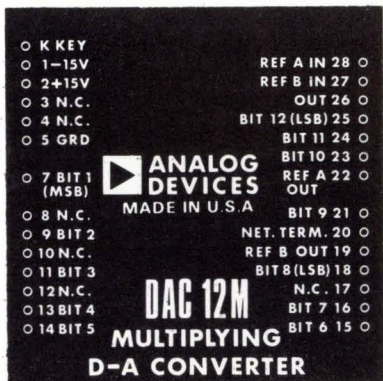 K KEY
1-15V
2+15V
3 N.C.
4 N.C.
5 GRD
7 BIT 1
(MSB)
8 N.C.
9 BIT 2
10 N.C.
11 BIT 3
12 N.C.
13 BIT 4
14 BIT 5
REF A IN 28
REF B IN 27
OUT 26
BIT 12 (LSB) 25
BIT 11 24
BIT 10 23
REF A 22
OUT
BIT 9 21
NET. TERM. 20
REF B OUT 19
BIT 8 (LSB) 18
N.C. 17
BIT 7 16
BIT 6 15
ANALOG
DEVICES
MADE IN U.S.A
DAC 12M
MULTIPLYING
D-A CONVERTER